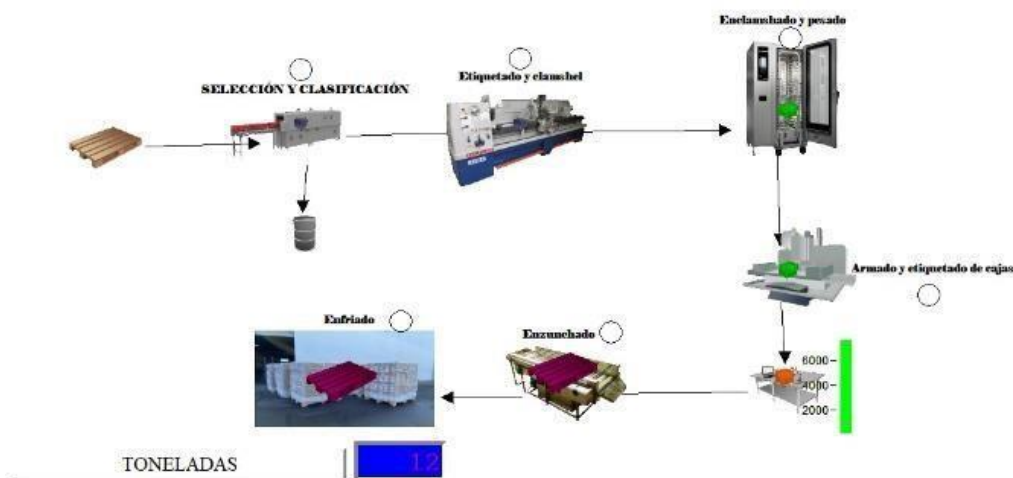 Enclamshado y pesado
Etiquetado y clamshel
SELECCIÓN Y CLASIFICACIÓN
Armado y etiquetado de cajas
Enfriado
Enzunchado
6000
4000
2000
TONELADAS
12